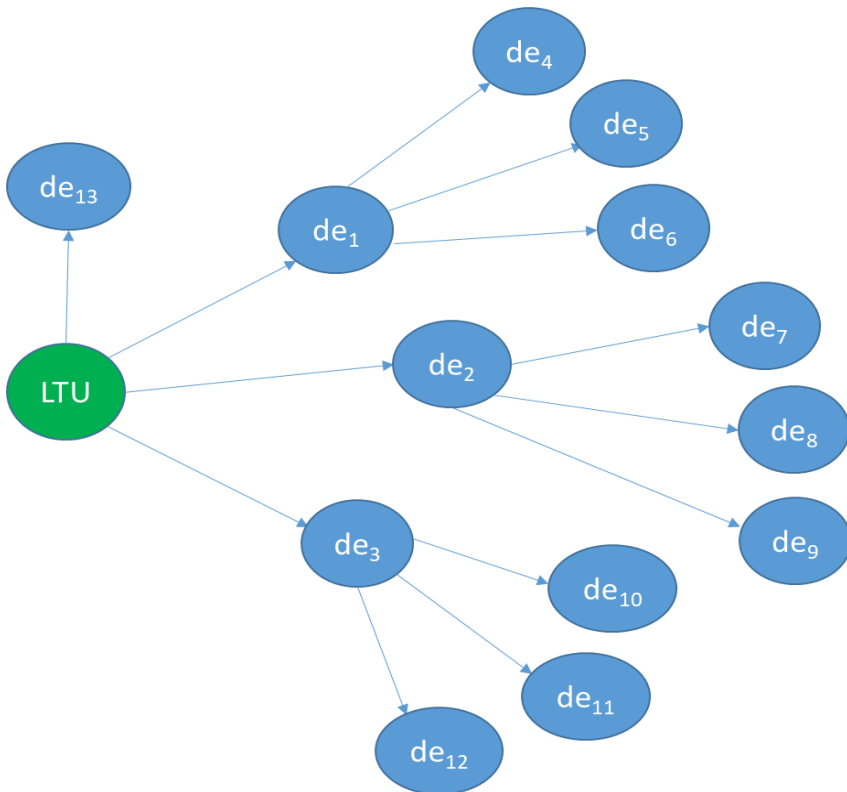 de₄
de₅
de₁₃
de₁
de₆
de₇
de₂
LTU
de₈
de₃
de₉
de₁₀
de₁₁
de₁₂